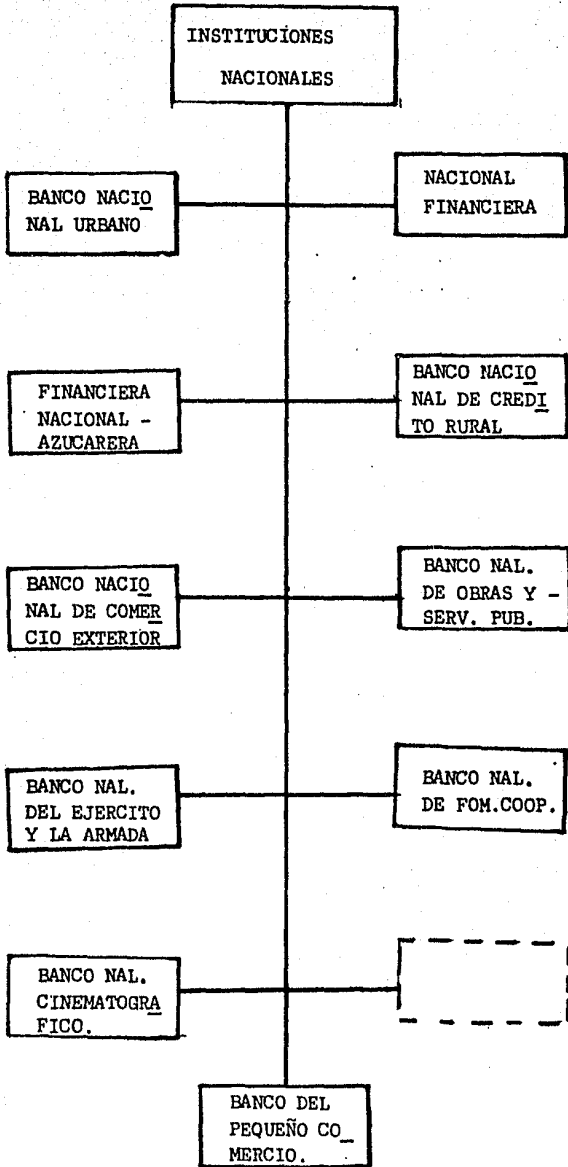 INSTITUCIONES
NACIONALES
BANCO NACIO
NAL URBANO
NACIONAL
FINANCIERA
FINANCIERA
NACIONAL -
AZUCARERA
BANCO NACIO
NAL DE CREDI
TO RURAL
BANCO NACIO
NAL DE COMER
CIO EXTERIOR
BANCO NAL.
DE OBRAS Y -
SERV. PUB.
BANCO NAL.
DEL EJERCITO
Y LA ARMADA
BANCO NAL.
DE FOM.COOP.
BANCO NAL.
CINEMATOGRA
FICO.
BANCO DEL
PEQUEÑO CO_
MERCIO.